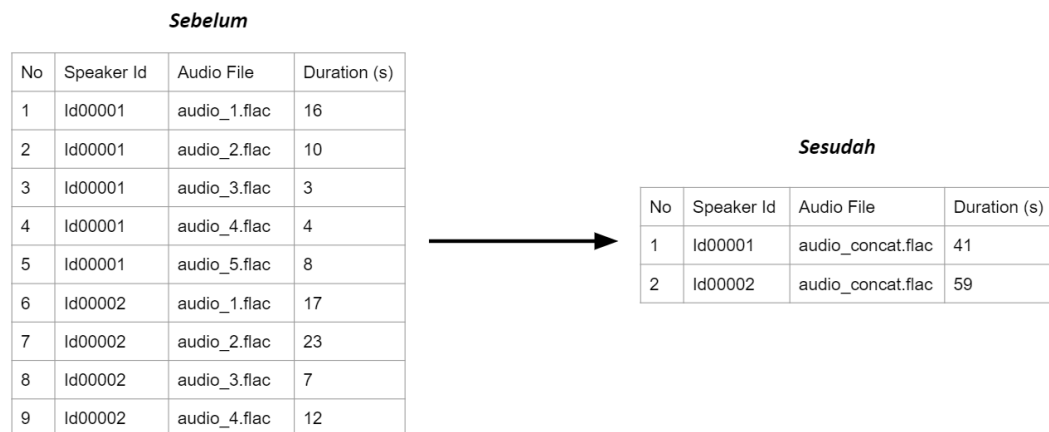 Sebelum
No Speaker Id Audio File Duration (s)
1 Id00001 audio_1.flac 16
2 Id00001 audio_2.flac 10
3 Id00001 audio_3.flac 3
4 Id00001 audio_4.flac 4
5 Id00001 audio_5.flac 8
6 Id00002 audio_1.flac 17
7 Id00002 audio_2.flac 23
8 Id00002 audio_3.flac 7
9 Id00002 audio_4.flac 12
Sesudah
No Speaker Id Audio File Duration (s)
1 Id00001 audio_concat.flac 41
2 Id00002 audio_concat.flac 59